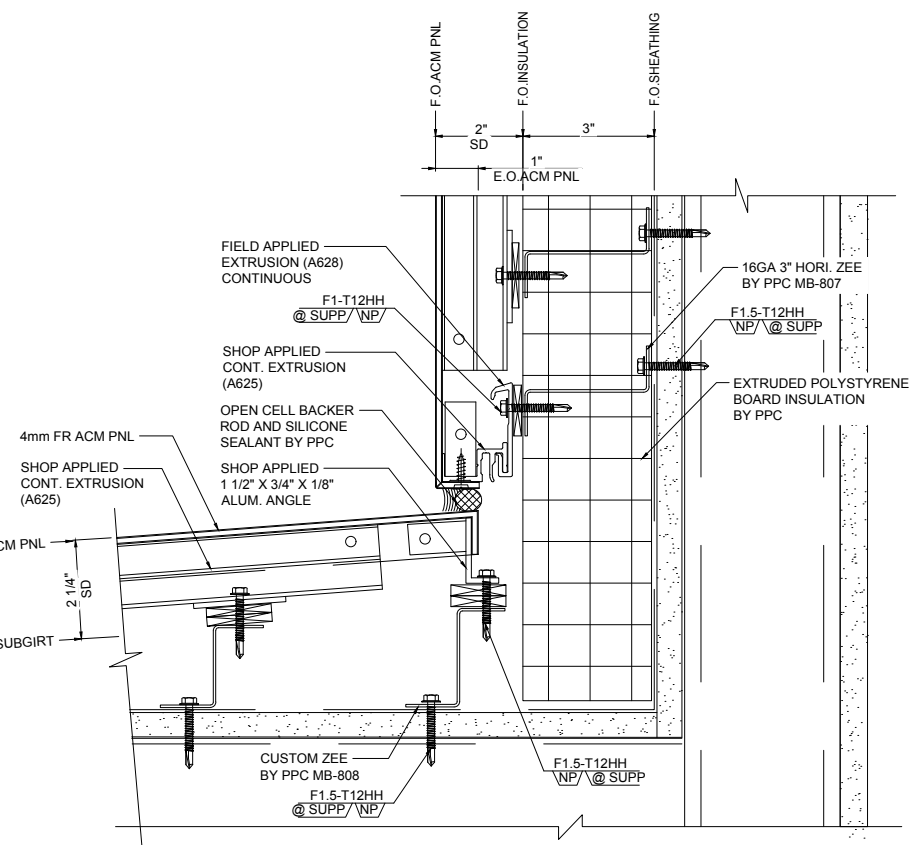 F.O.ACM PNL
F.O.INSULATION
F.O.SHEATHING
2"
SD
3"
1"
E.O.ACM PNL
FIELD APPLIED
EXTRUSION (A628)
CONTINUOUS
F1-T12HH
@ SUPP NP
SHOP APPLIED
CONT. EXTRUSION
(A625)
OPEN CELL BACKER
ROD AND SILICONE
SEALANT BY PPC
SHOP APPLIED
1 1/2" X 3/4" X 1/8"
ALUM. ANGLE
16GA 3" HORI. ZEE
BY PPC MB-807
F1.5-T12HH
NP @ SUPP
EXTRUDED POLYSTYRENE
BOARD INSULATION
BY PPC
4mm FR ACM PNL
SHOP APPLIED
CONT. EXTRUSION
(A625)
CM PNL
2 1/4"
SD
SUBGIRT
CUSTOM ZEE
BY PPC MB-808
F1.5-T12HH
@ SUPP NP
F1.5-T12HH
NP @ SUPP